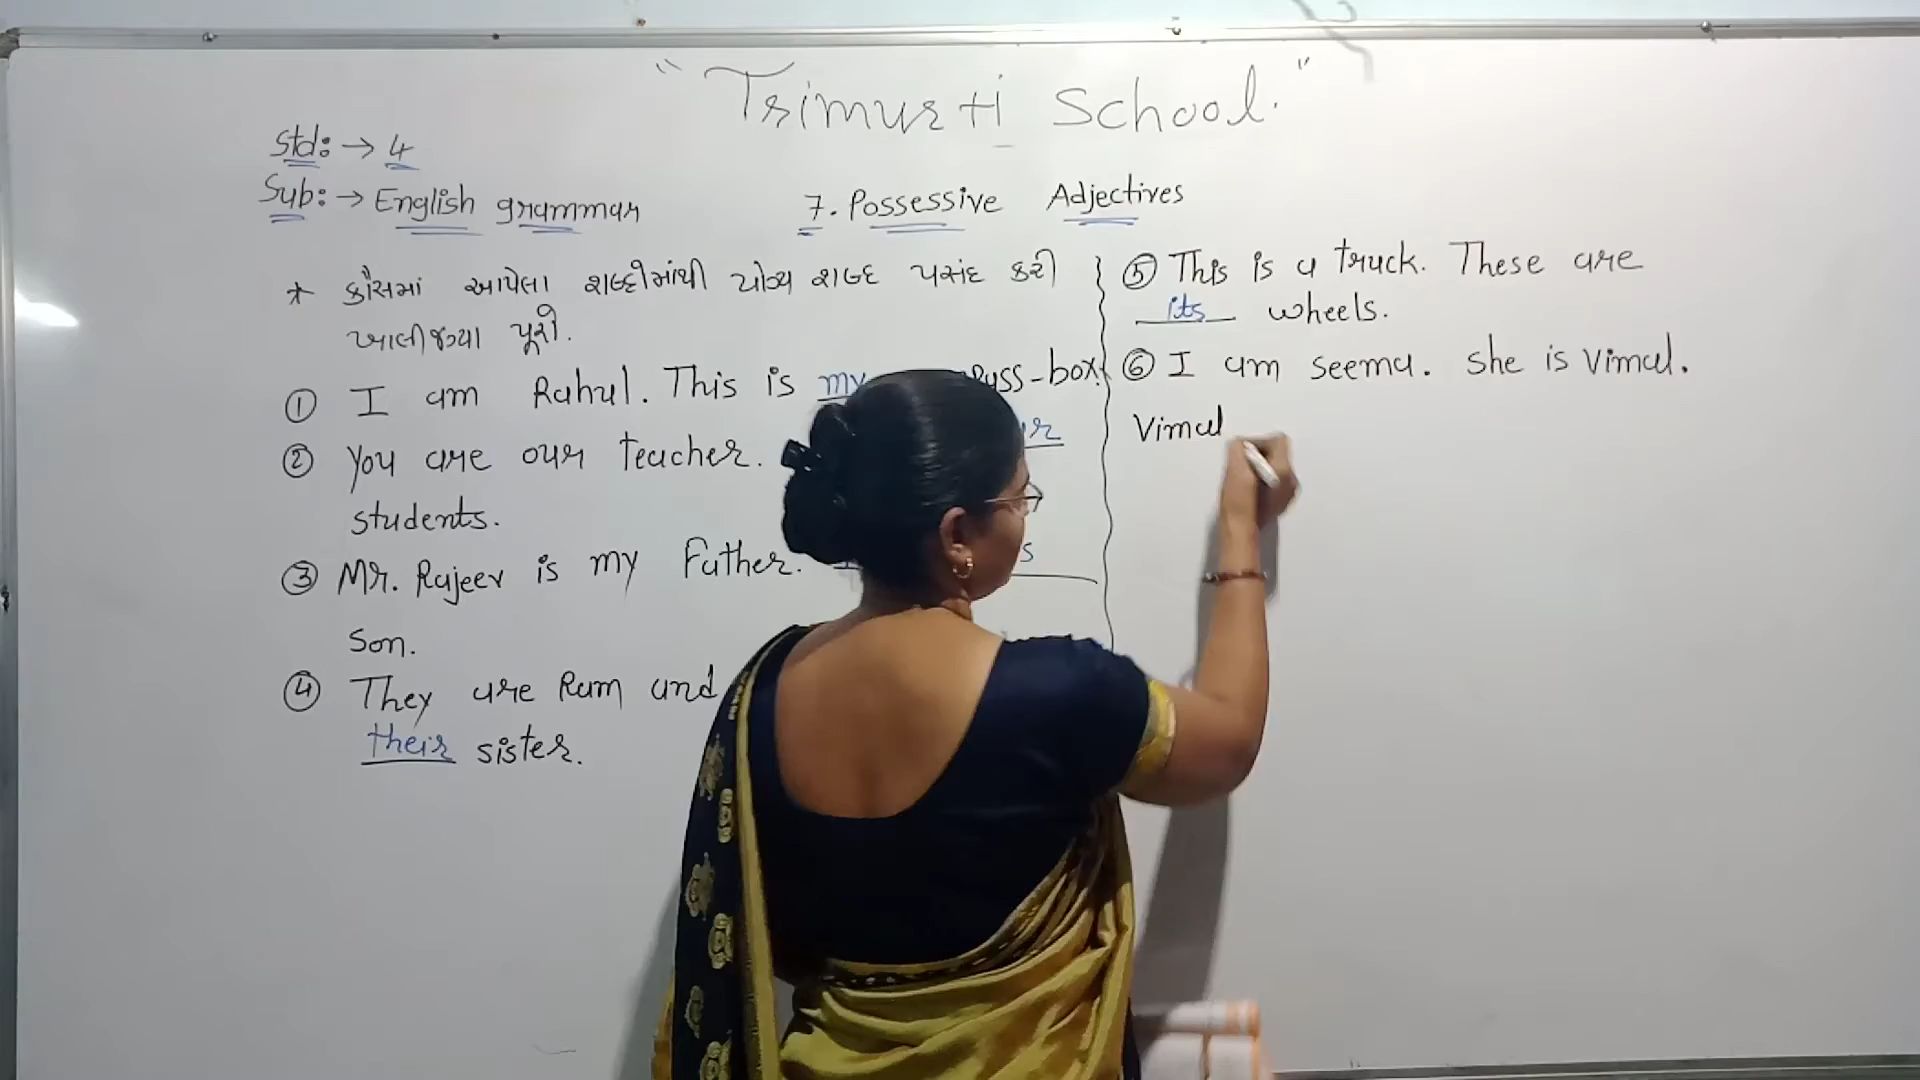 "Trimurti School."
Std: → 4
Sub: → English grammar
7. Possessive Adjectives
* કૌંસમાં આપેલા શબ્દોમાંથી યોગ્ય શબ્દ પસંદ કરી
ખાલીજગ્યા પૂરો.
① I am Rahul. This is my -box.
② You are our teacher.
students.
③ Mr. Rajeev is my Father.
Son.
④ They are Ram and
their sister.
⑤ This is a truck. These are
its wheels.
⑥ I am seema. She is Vimal.
Vimal